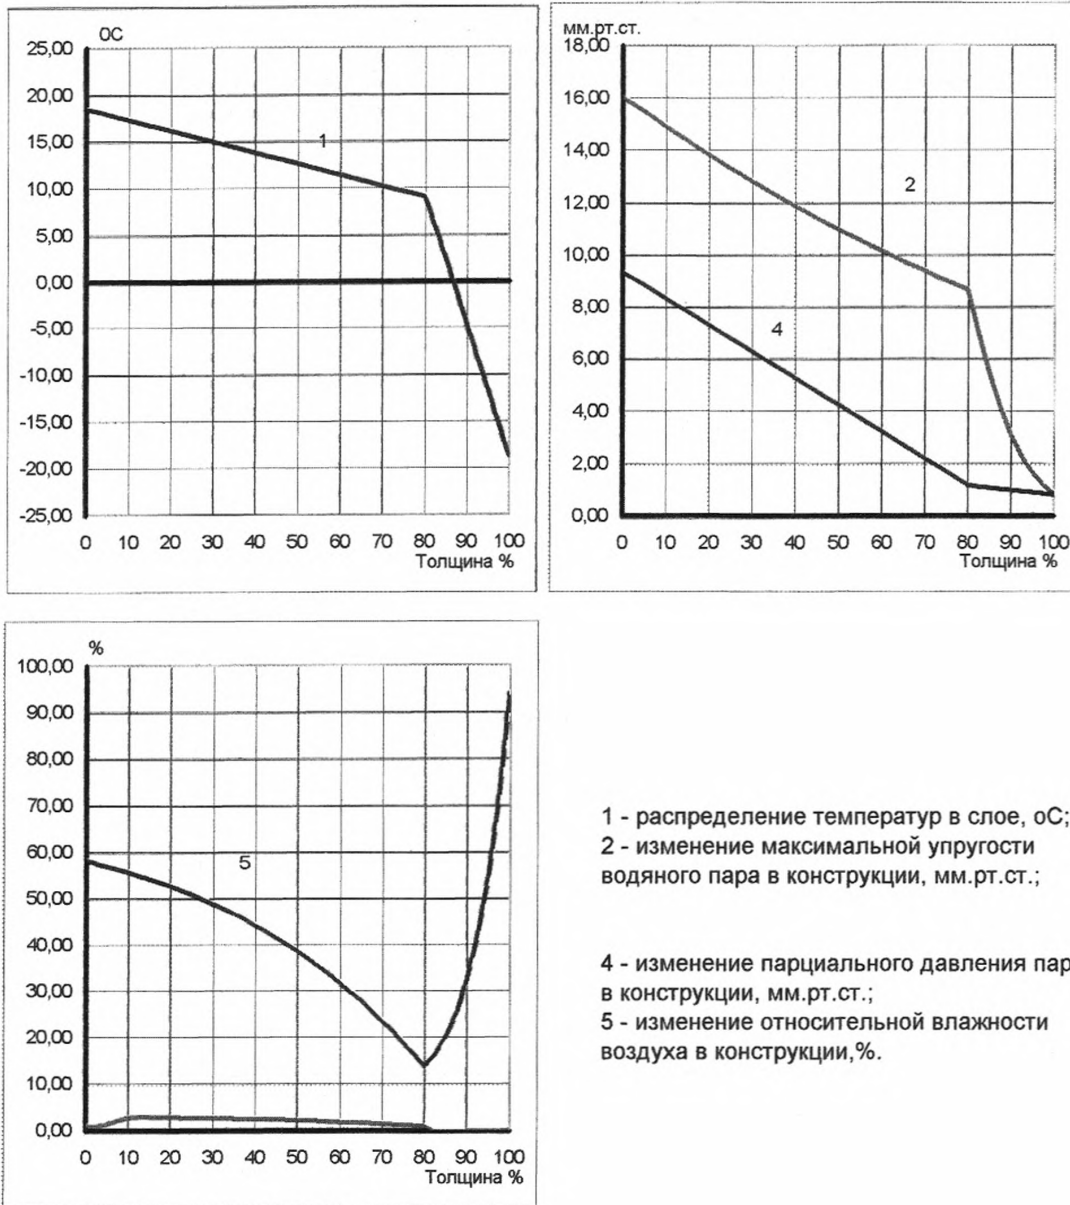 OC
25,00
20,00
15,00
10,00
5,00
0,00
-5,00
-10,00
-15,00
-20,00
-25,00
1
0 10 20 30 40 50 60 70 80 90 100
Толщина %
мм.рт.ст.
18,00
16,00
14,00
12,00
10,00
8,00
6,00
4,00
2,00
0,00
2
4
0 10 20 30 40 50 60 70 80 90 100
Толщина %
%
100,00
90,00
80,00
70,00
60,00
50,00
40,00
30,00
20,00
10,00
0,00
5
0 10 20 30 40 50 60 70 80 90 100
Толщина %
1 - распределение температур в слое, оС;
2 - изменение максимальной упругости
водяного пара в конструкции, мм.рт.ст.;
4 - изменение парциального давления пар
в конструкции, мм.рт.ст.;
5 - изменение относительной влажности
воздуха в конструкции,%.